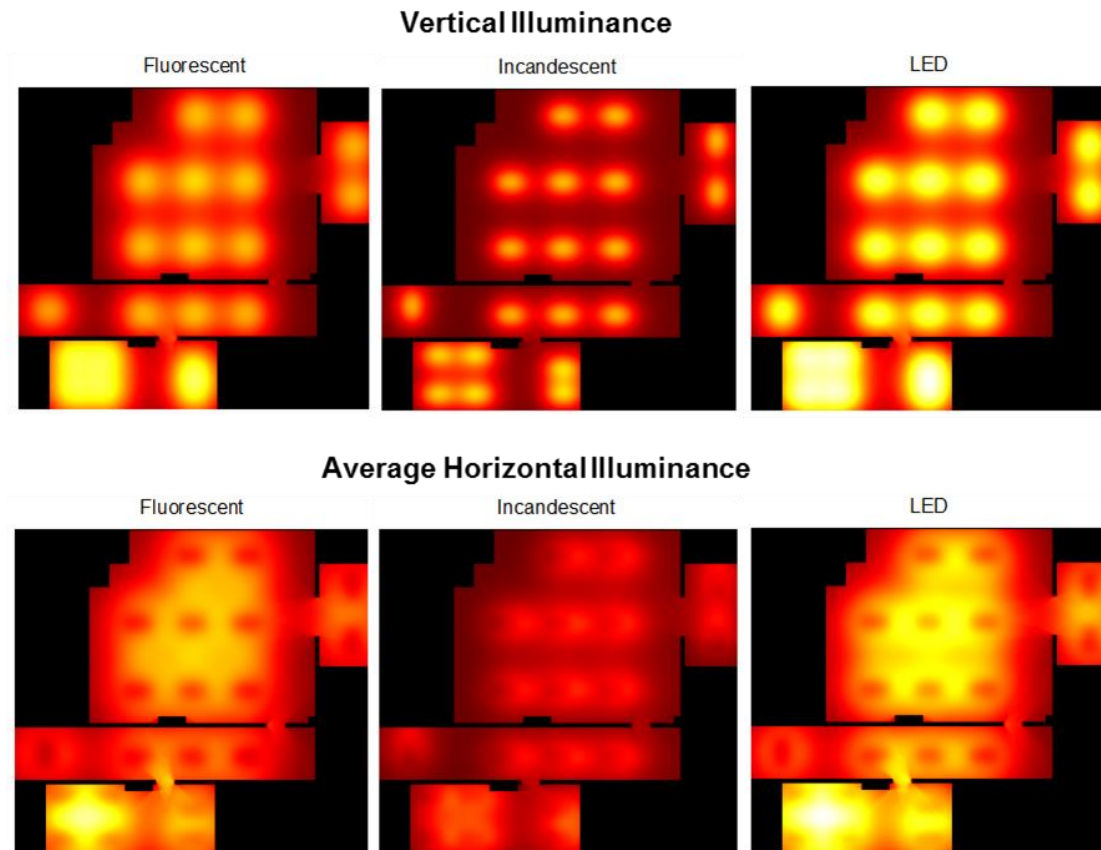 Vertical Illuminance
Fluorescent Incandescent LED
Average Horizontal Illuminance
Fluorescent Incandescent LED